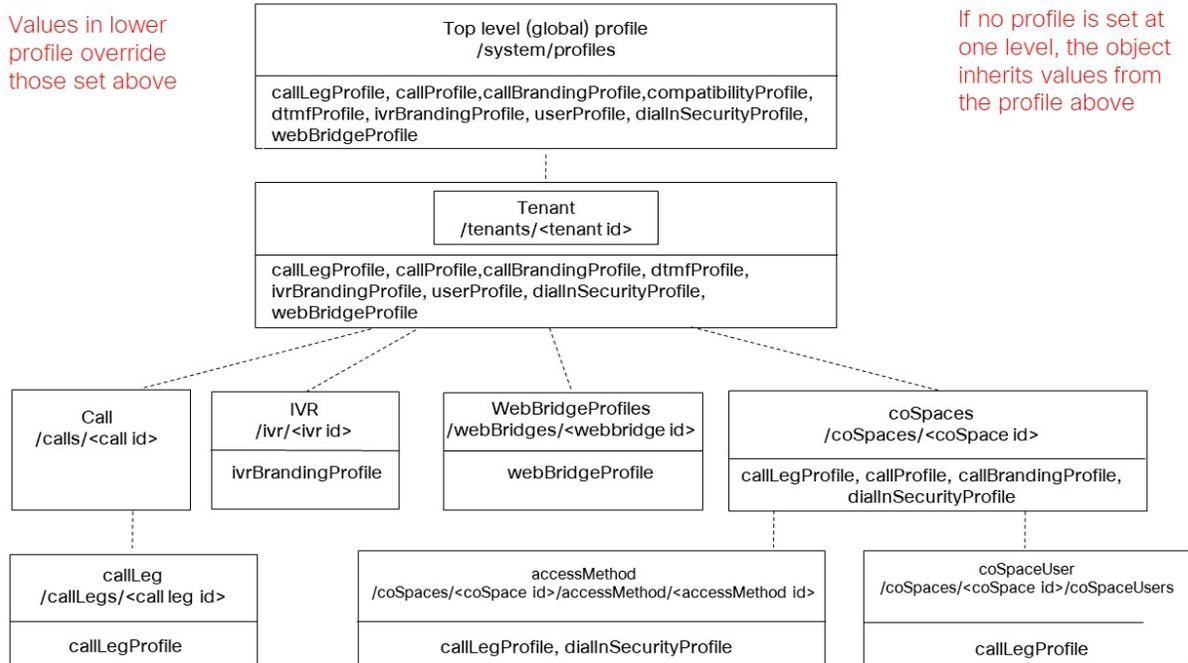 Values in lower
profile override
those set above
Top level (global) profile
/system/profiles
If no profile is set at
one level, the object
inherits values from
the profile above
callLegProfile, callProfile,callBrandingProfile,compatibilityProfile,
dtmfProfile, ivrBrandingProfile, userProfile, dialInSecurityProfile,
webBridgeProfile
Tenant
/tenants/<tenant id>
callLegProfile, callProfile,callBrandingProfile, dtmfProfile,
ivrBrandingProfile, userProfile, dialInSecurityProfile,
webBridgeProfile
Call
/calls/<call id>
IVR
/ivr/<ivr id>
ivrBrandingProfile
WebBridgeProfiles
/webBridges/<webbridge id>
webBridgeProfile
coSpaces
/coSpaces/<coSpace id>
callLegProfile, callProfile, callBrandingProfile,
dialInSecurityProfile
callLeg
/callLegs/<call leg id>
callLegProfile
accessMethod
/coSpaces/<coSpace id>/accessMethod/<accessMethod id>
callLegProfile, dialInSecurityProfile
coSpaceUser
/coSpaces/<coSpace id>/coSpaceUsers
callLegProfile